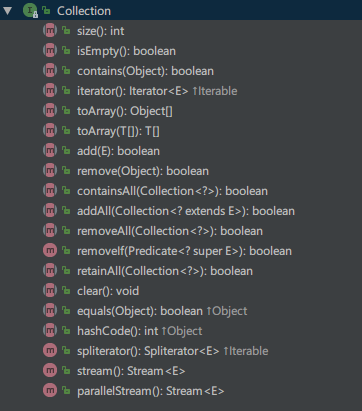 Collection
size(): int
isEmpty(): boolean
contains(Object): boolean
iterator(): Iterator<E> ↑Iterable
toArray(): Object[]
toArray(T[]): T[]
add(E): boolean
remove(Object): boolean
containsAll(Collection<?>): boolean
addAll(Collection<? extends E>): boolean
removeAll(Collection<?>): boolean
removeIf(Predicate<? super E>): boolean
retainAll(Collection<?>): boolean
clear(): void
equals(Object): boolean ↑Object
hashCode(): int ↑Object
spliterator(): Spliterator<E> ↑Iterable
stream(): Stream<E>
parallelStream(): Stream<E>